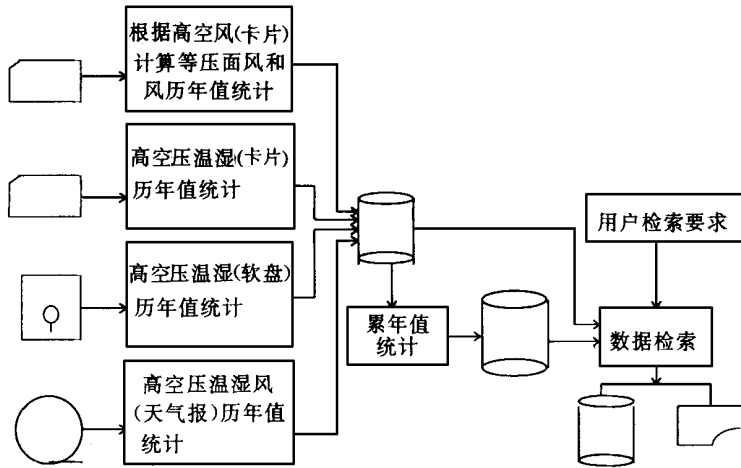 根据高空风(卡片)
计算等压面风和
风历年值统计
高空压温湿(卡片)
历年值统计
高空压温湿(软盘)
历年值统计
高空压温湿风
(天气报)历年值
统计
累年值
统计
用户检索要求
数据检索